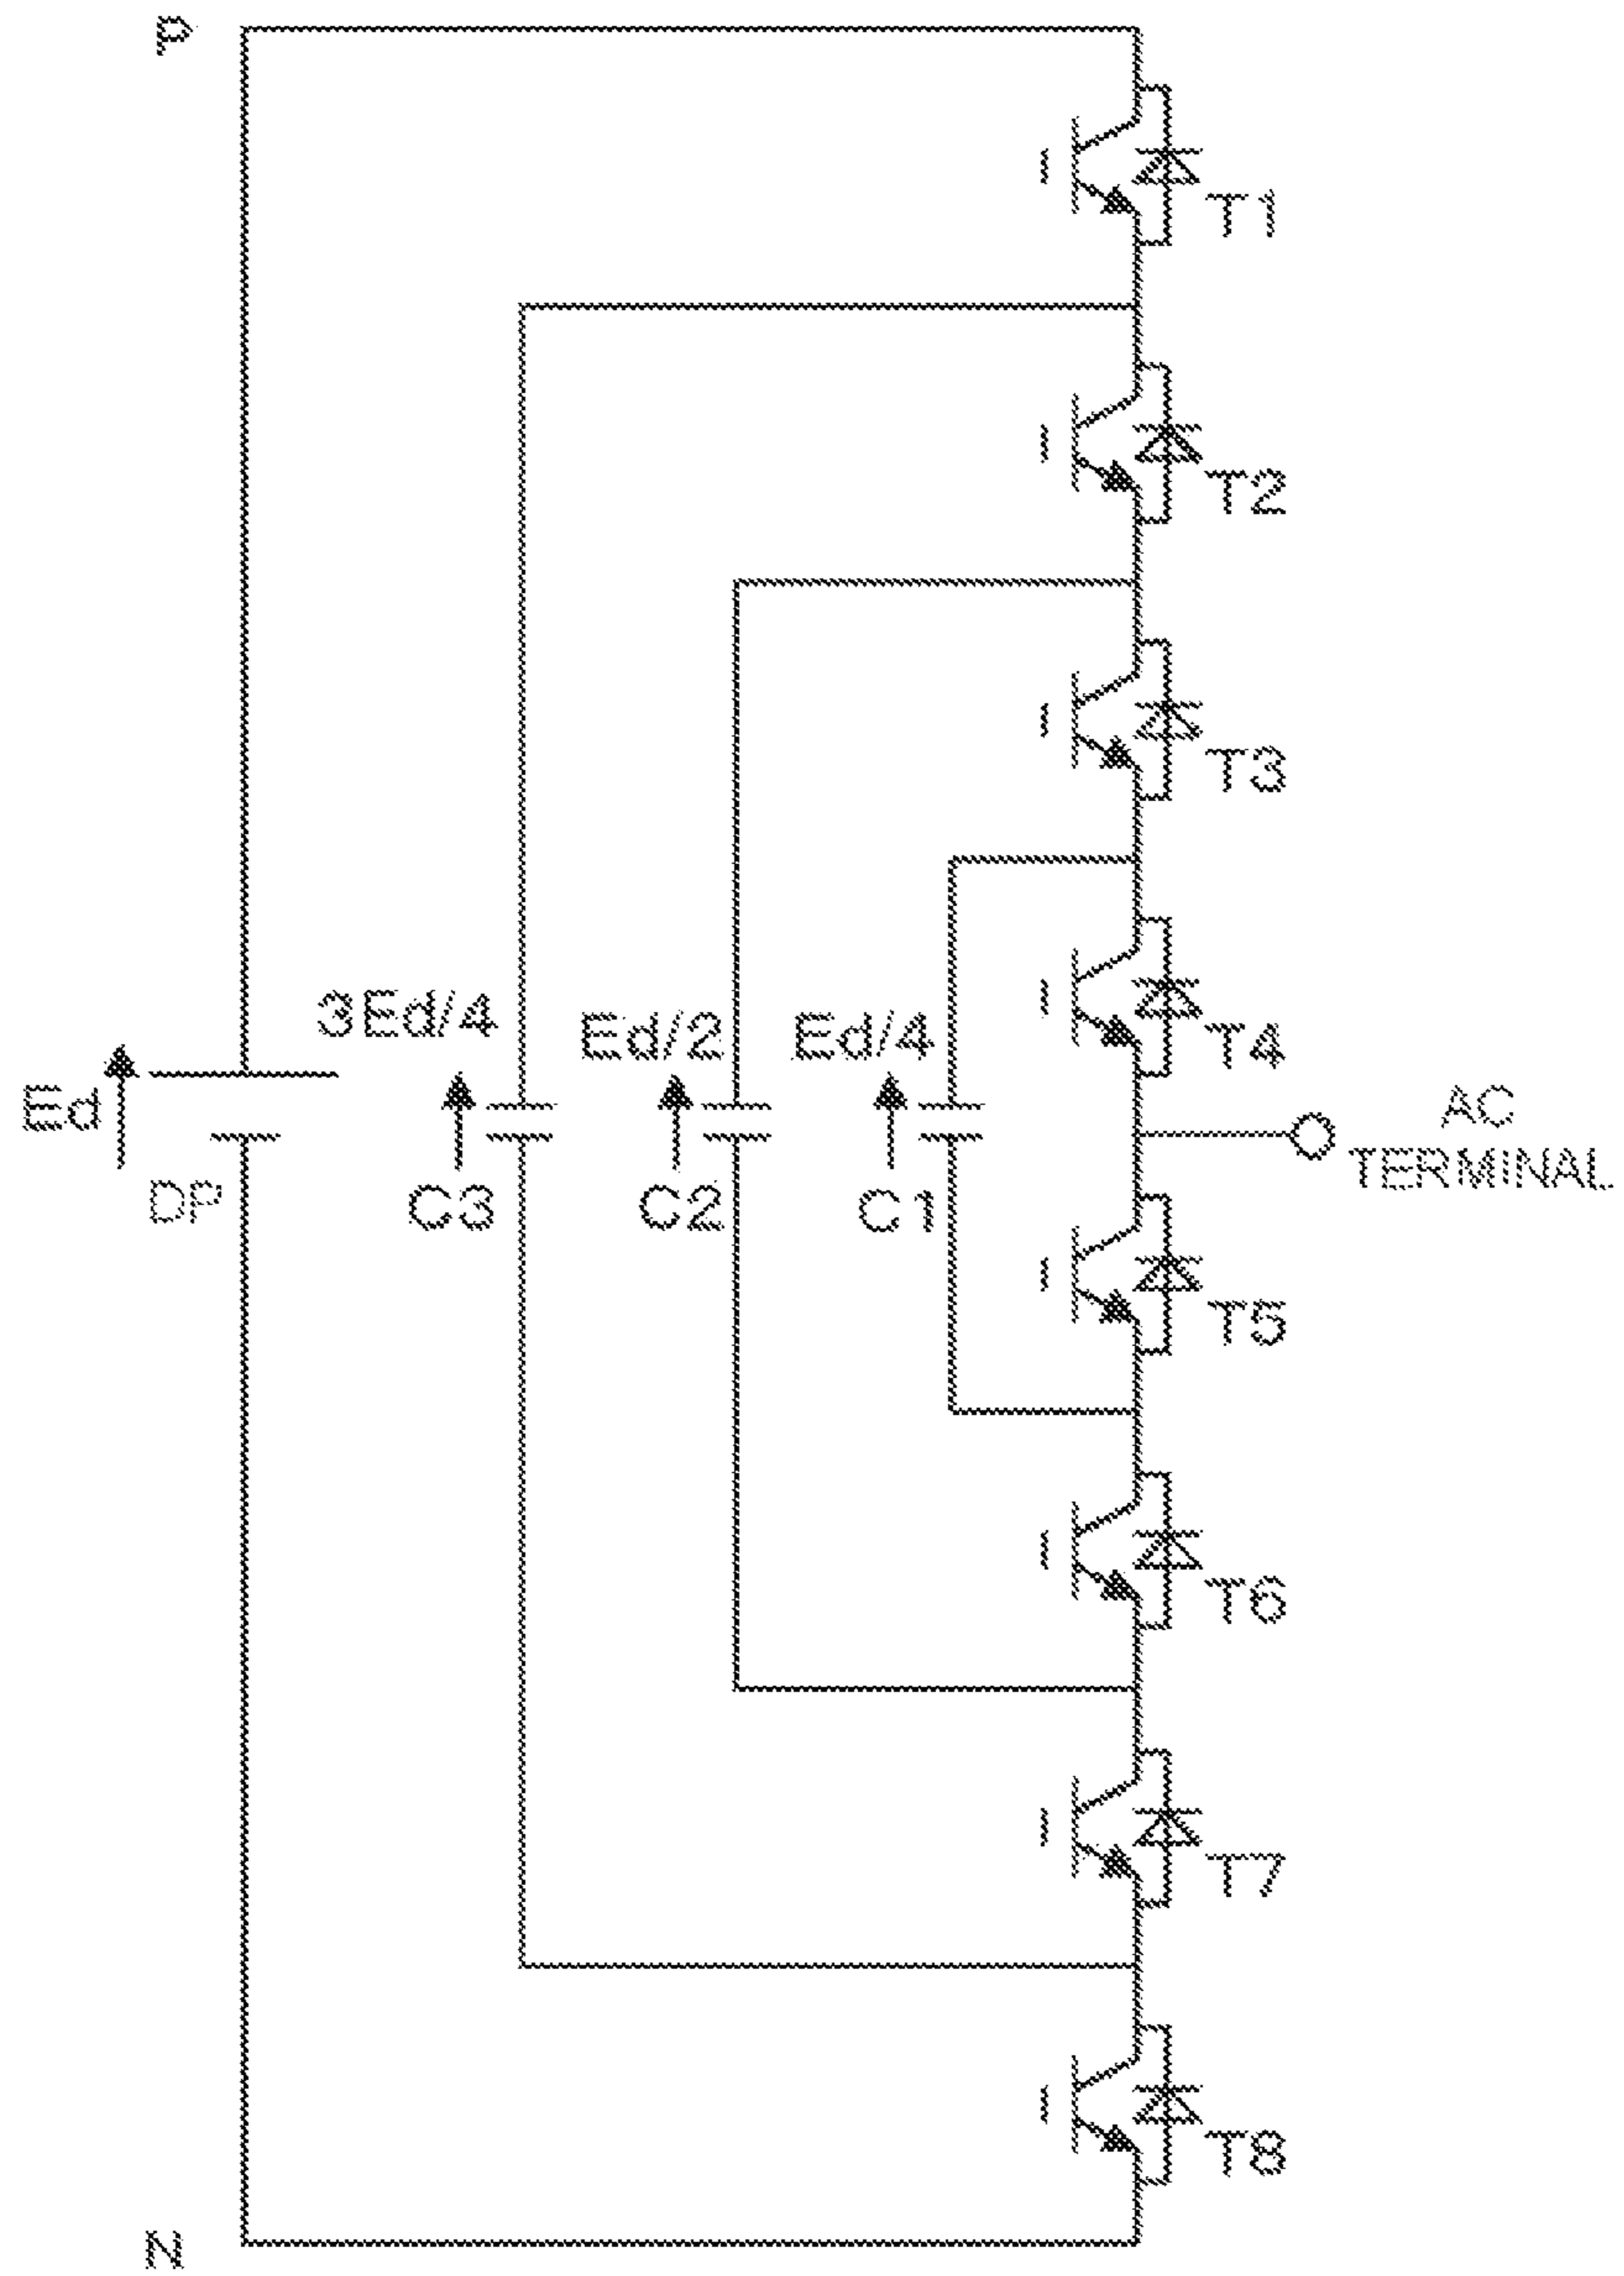 P
T1
T2
T3
3Ed/4
Ed/2
Ed/4
T4
Ed
AC
TERMINAL
DP
C3
C2
C1
T5
T6
T7
T8
N